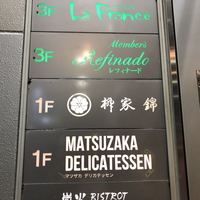 3F La France
3F Member's
Refinado
レフィナード
1F 柳家 錦
1F MATSUZAKA
DELICATESSEN
マツザカ デリカテッセン
BISTROT